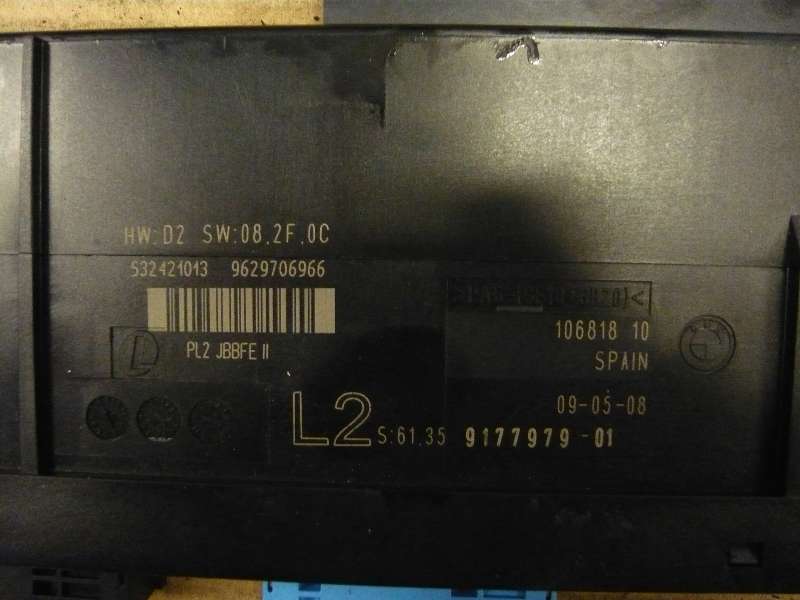 HW:D2 SW:08.2F.0C
532421013 9629706966
106818 10
PL2 JBBFE II
SPAIN
09-05-08
L2 S:61.35 9177979-01